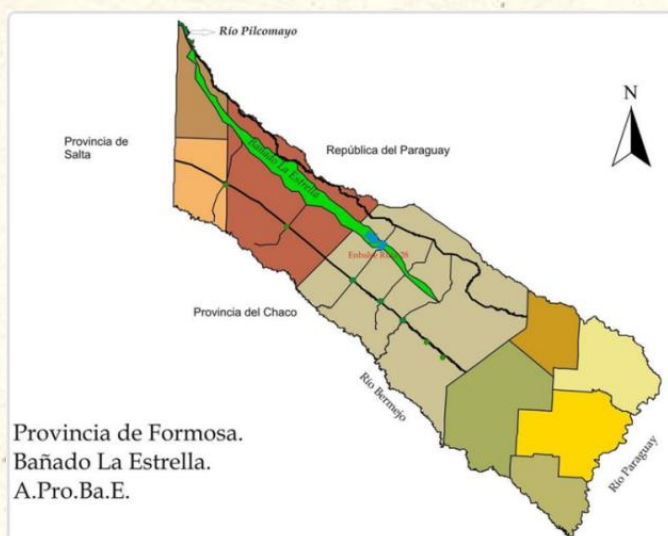 Río Pilcomayo
N
Provincia de
Salta
República del Paraguay
Bañado La Estrella
Provincia del Chaco
Río Bermejo
Río Paraguay
Provincia de Formosa.
Bañado La Estrella.
A.Pro.Ba.E.